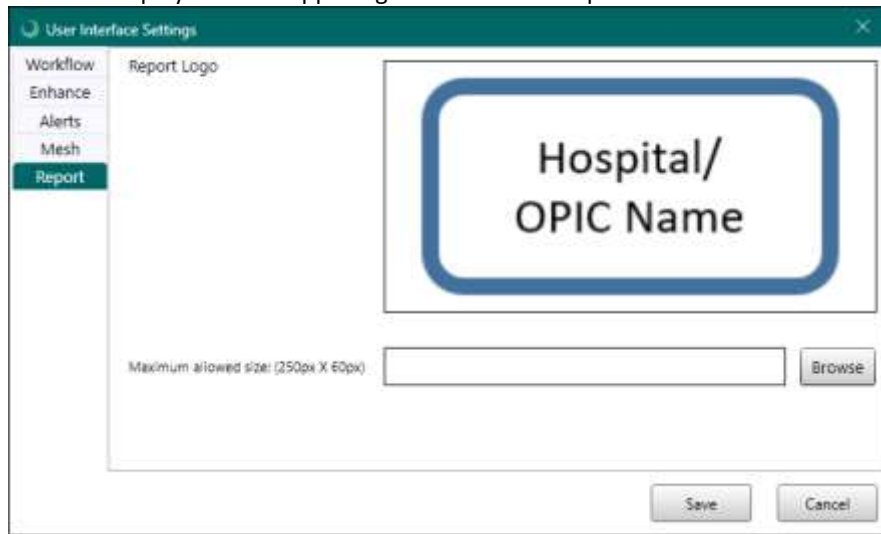 User Interface Settings
Workflow
Enhance
Alerts
Mesh
Report
Report Logo
Hospital/
OPIC Name
Maximum allowed size: (250px X 60px)
Browse
Save
Cancel